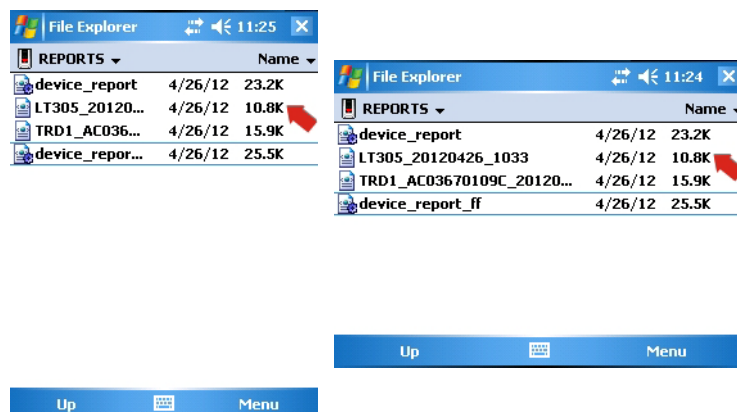 File Explorer 11:25
REPORTS Name
device_report 4/26/12 23.2K
LT305_20120... 4/26/12 10.8K
TRD1_AC036... 4/26/12 15.9K
device_repor... 4/26/12 25.5K
Up Menu
File Explorer 11:24
REPORTS Name
device_report 4/26/12 23.2K
LT305_20120426_1033 4/26/12 10.8K
TRD1_AC03670109C_20120... 4/26/12 15.9K
device_report_ff 4/26/12 25.5K
Up Menu